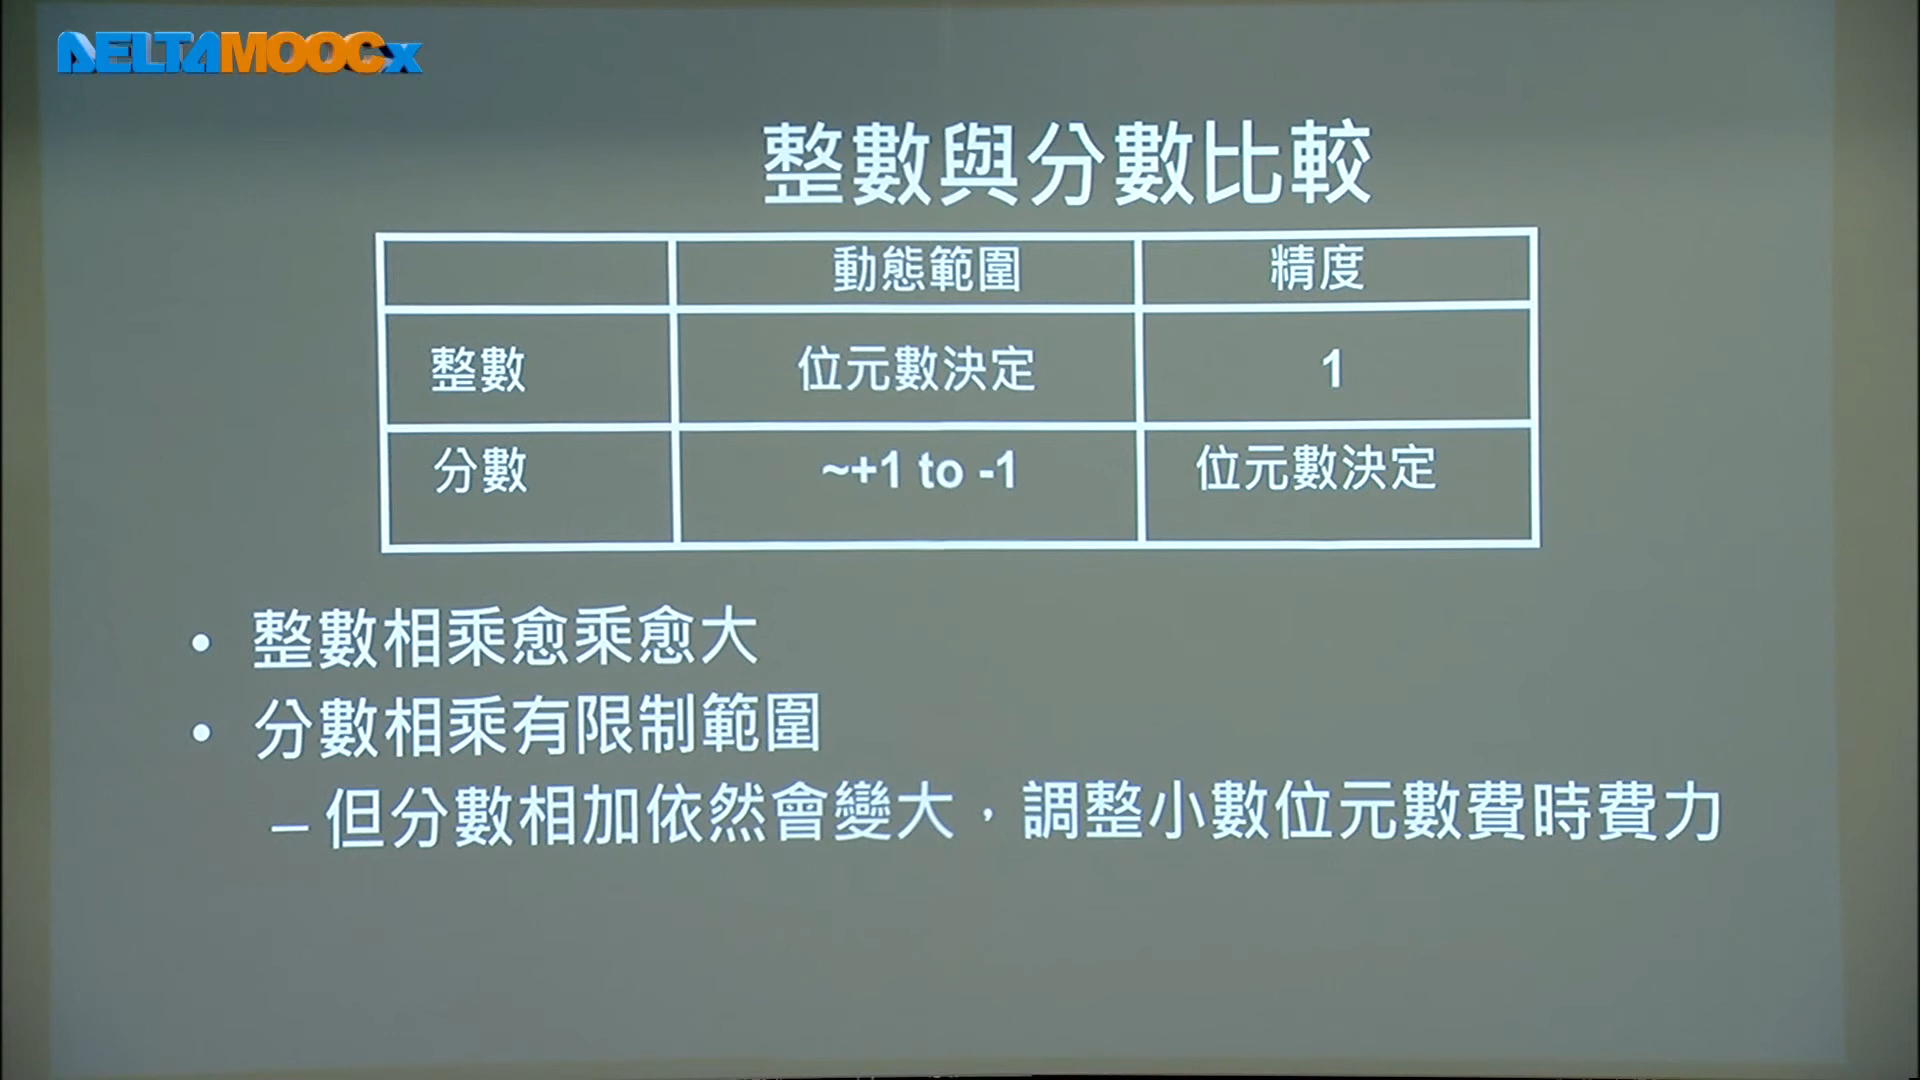 DELTAMOOCx
整數與分數比較
動態範圍 精度
整數 位元數決定 1
分數 ~+1 to -1 位元數決定
• 整數相乘愈乘愈大
• 分數相乘有限制範圍
– 但分數相加依然會變大，調整小數位元數費時費力